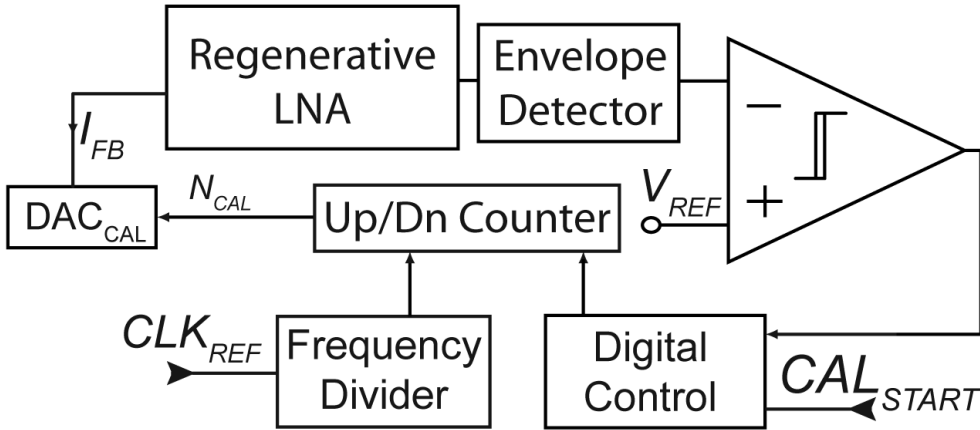 Regenerative
LNA
Envelope
Detector
−
+
I_FB
DAC_CAL
N_CAL
Up/Dn Counter
V_REF
CLK_REF
Frequency
Divider
Digital
Control
CAL_START